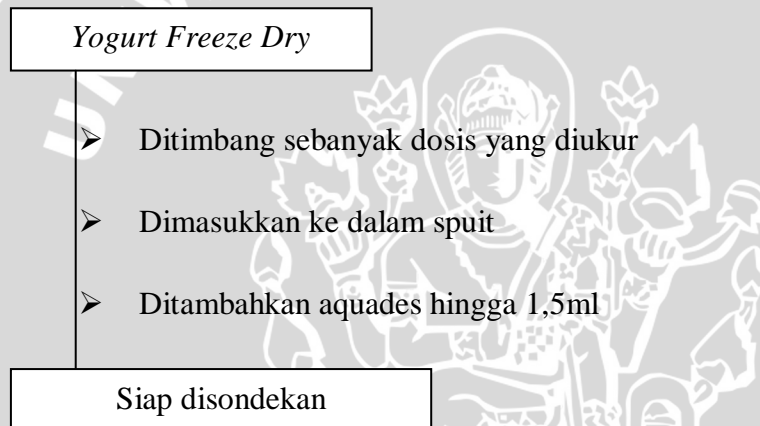 Yogurt Freeze Dry
➢ Ditimbang sebanyak dosis yang diukur
➢ Dimasukkan ke dalam spuit
➢ Ditambahkan aquades hingga 1,5ml
Siap disondekan